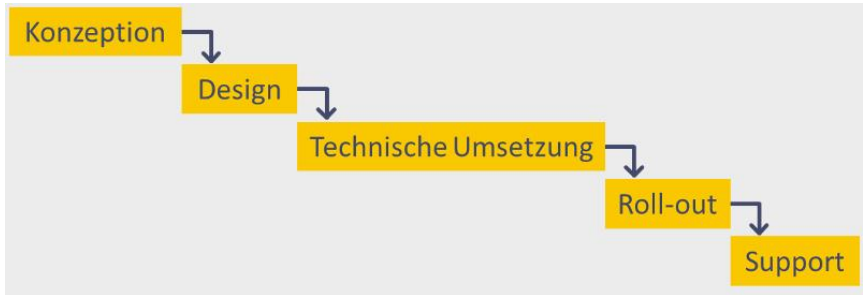 Konzeption
Design
Technische Umsetzung
Roll-out
Support